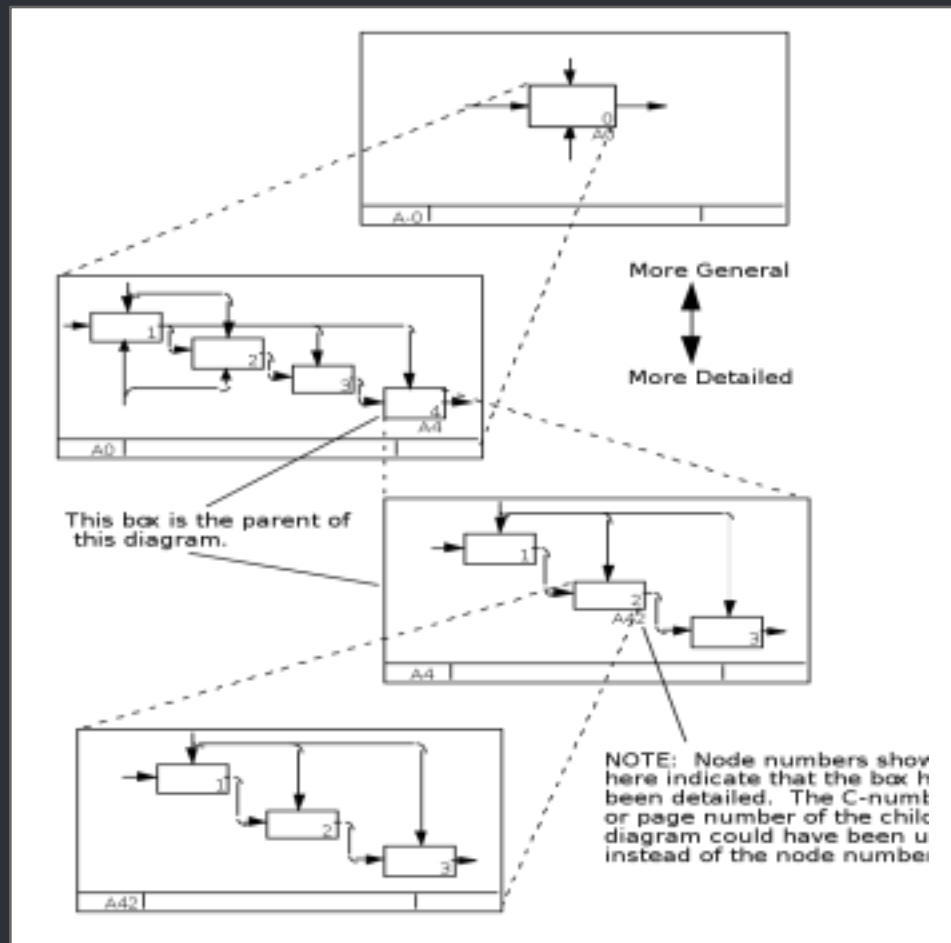 0
A0
A-0
More General
More Detailed
1
2
3
4
A4
A0
This box is the parent of
this diagram.
1
2
A42
3
A4
NOTE: Node numbers show
here indicate that the box h
been detailed. The C-numb
or page number of the child
diagram could have been u
instead of the node number
1
2
3
A42